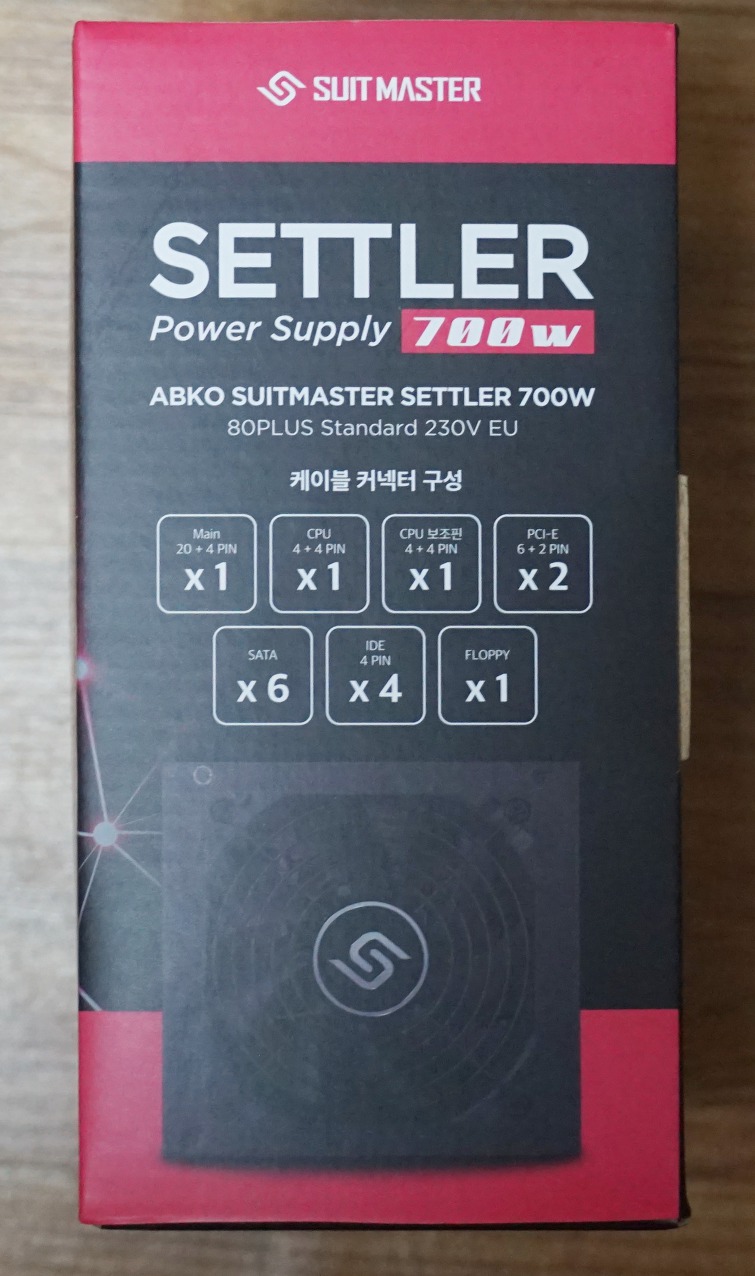 SUITMASTER
SETTLER
Power Supply 700W
ABKO SUITMASTER SETTLER 700W
80PLUS Standard 230V EU
케이블 커넥터 구성
Main
20 + 4 PIN
x 1
CPU
4 + 4 PIN
x 1
CPU 보조핀
4 + 4 PIN
x 1
PCI-E
6 + 2 PIN
x 2
SATA
x 6
IDE
4 PIN
x 4
FLOPPY
x 1